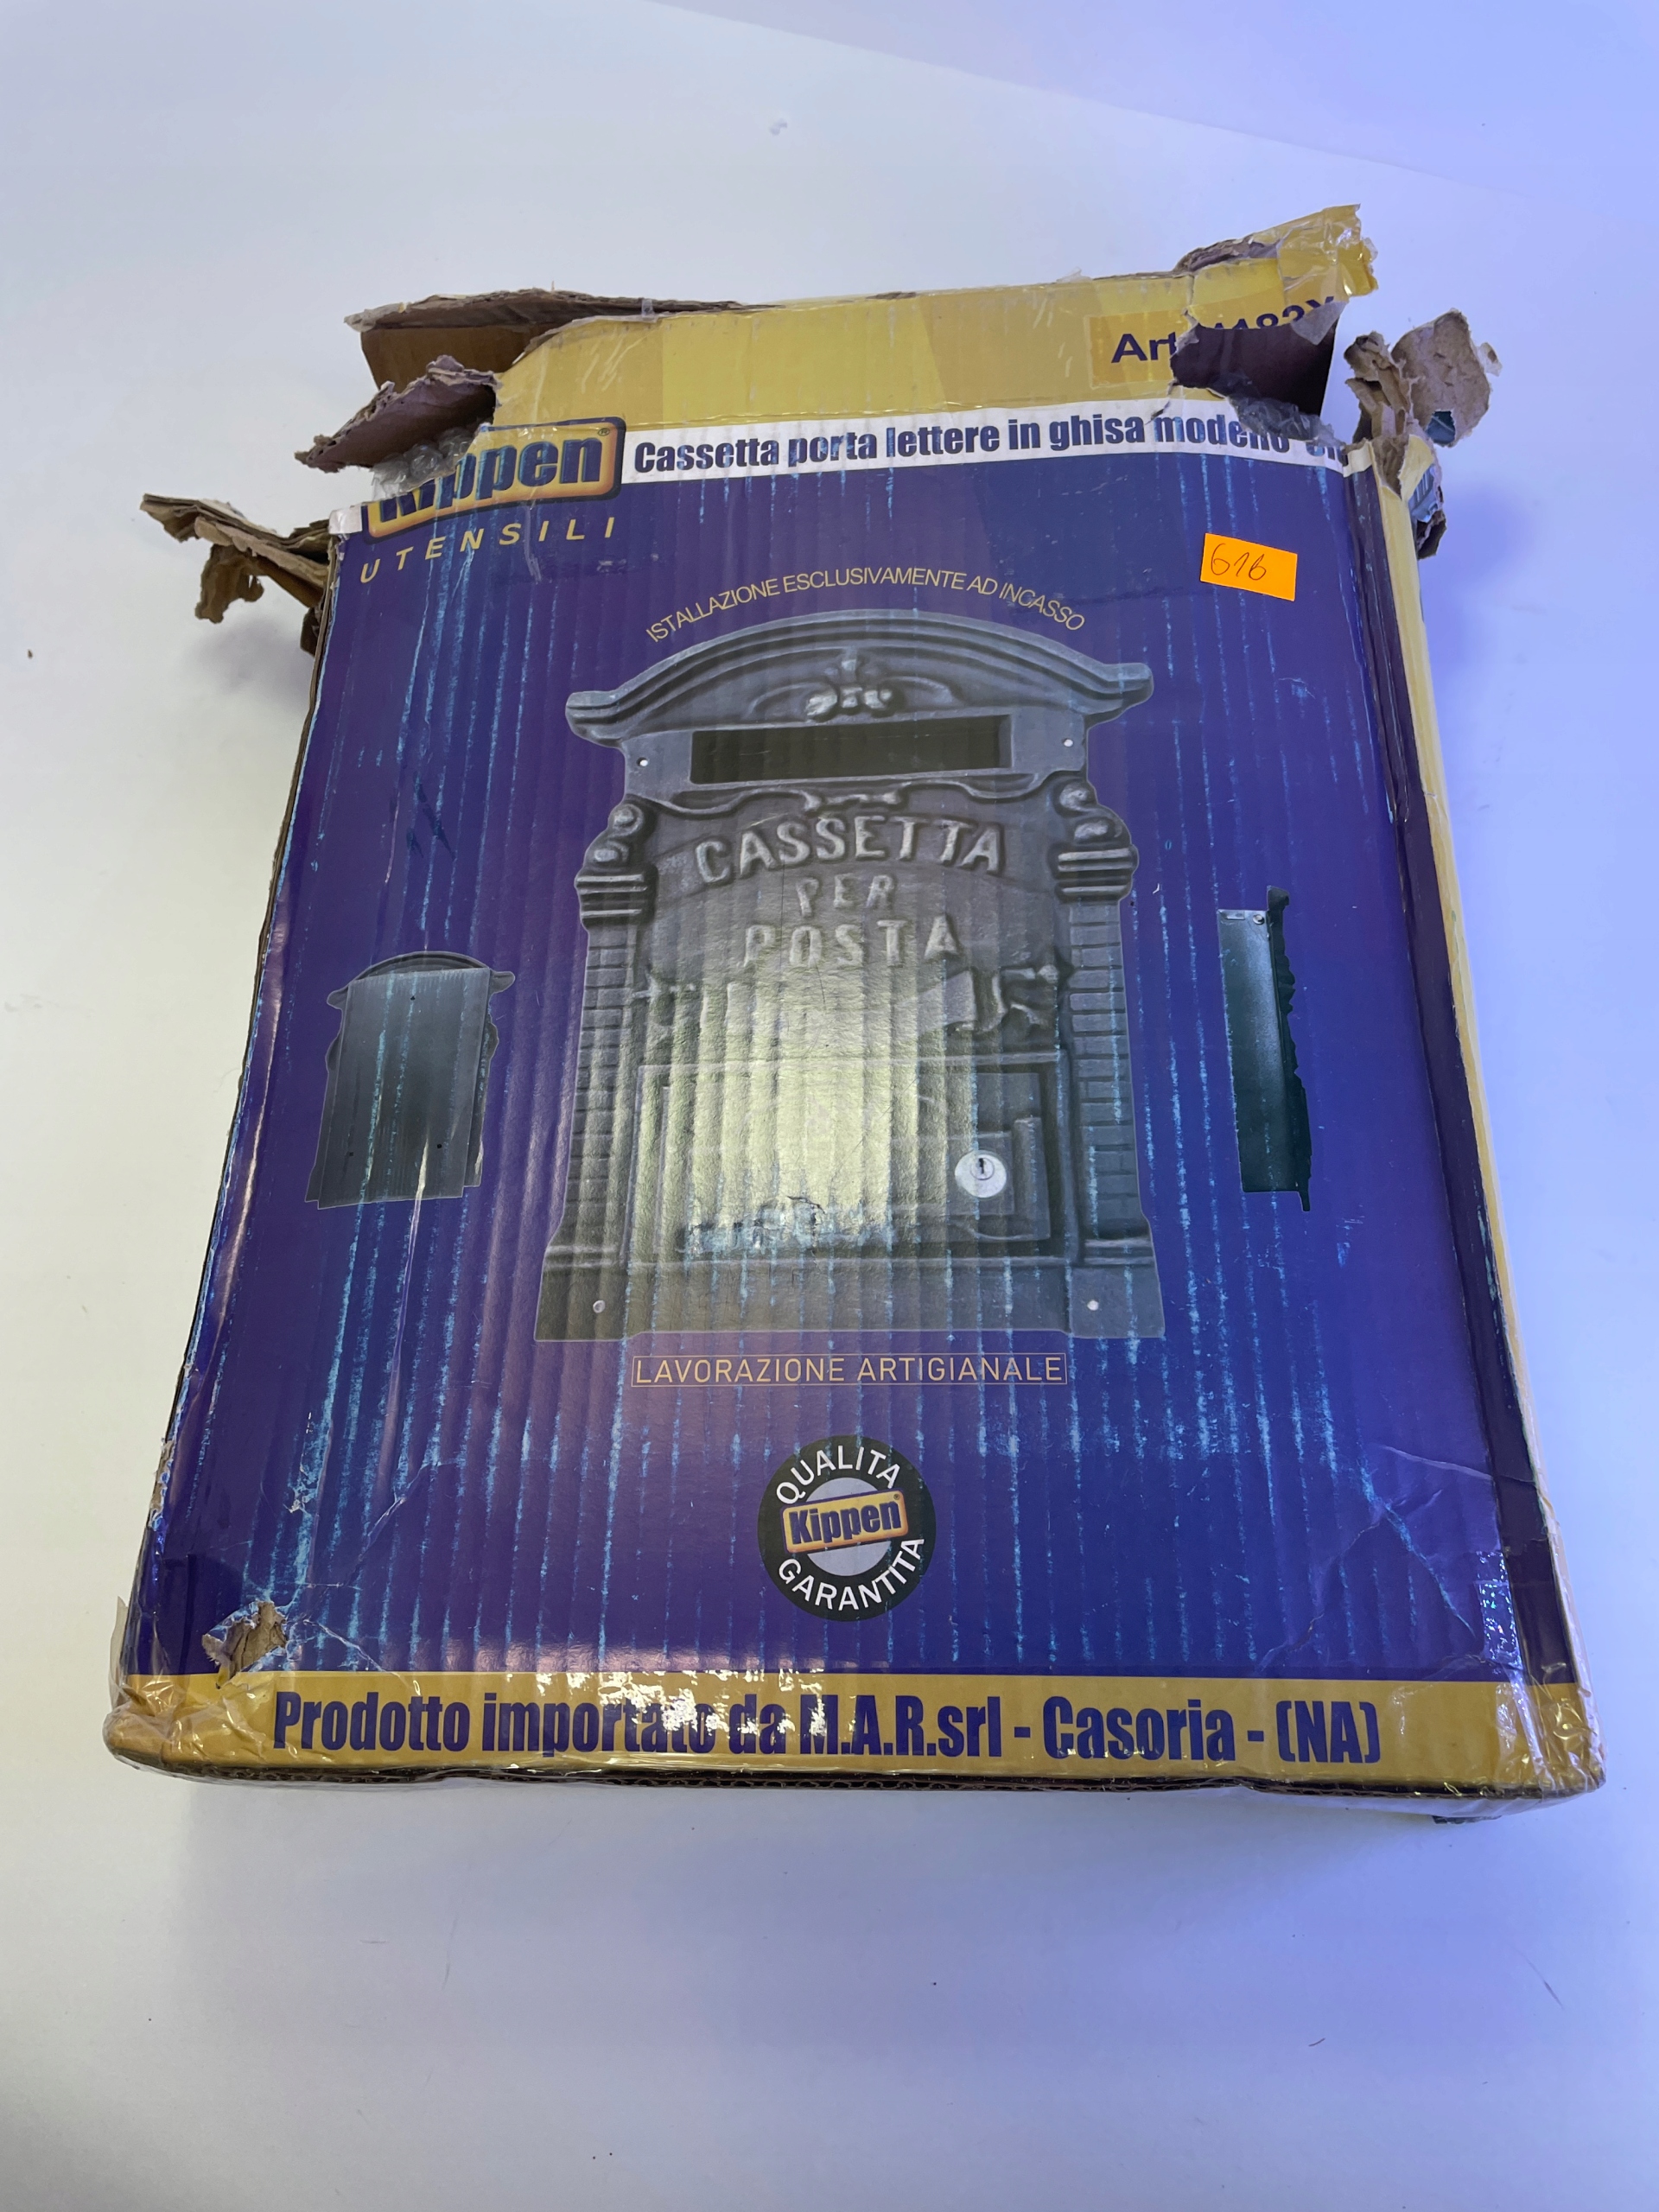 Art.
Kippen®
UTENSILI
Cassetta porta lettere in ghisa modello
616
ISTALLAZIONE ESCLUSIVAMENTE AD INCASSO
CASSETTA
PER
POSTA
LAVORAZIONE ARTIGIANALE
QUALITA
Kippen®
GARANTITA
Prodotto importato da M.A.R.srl - Casoria - (NA)